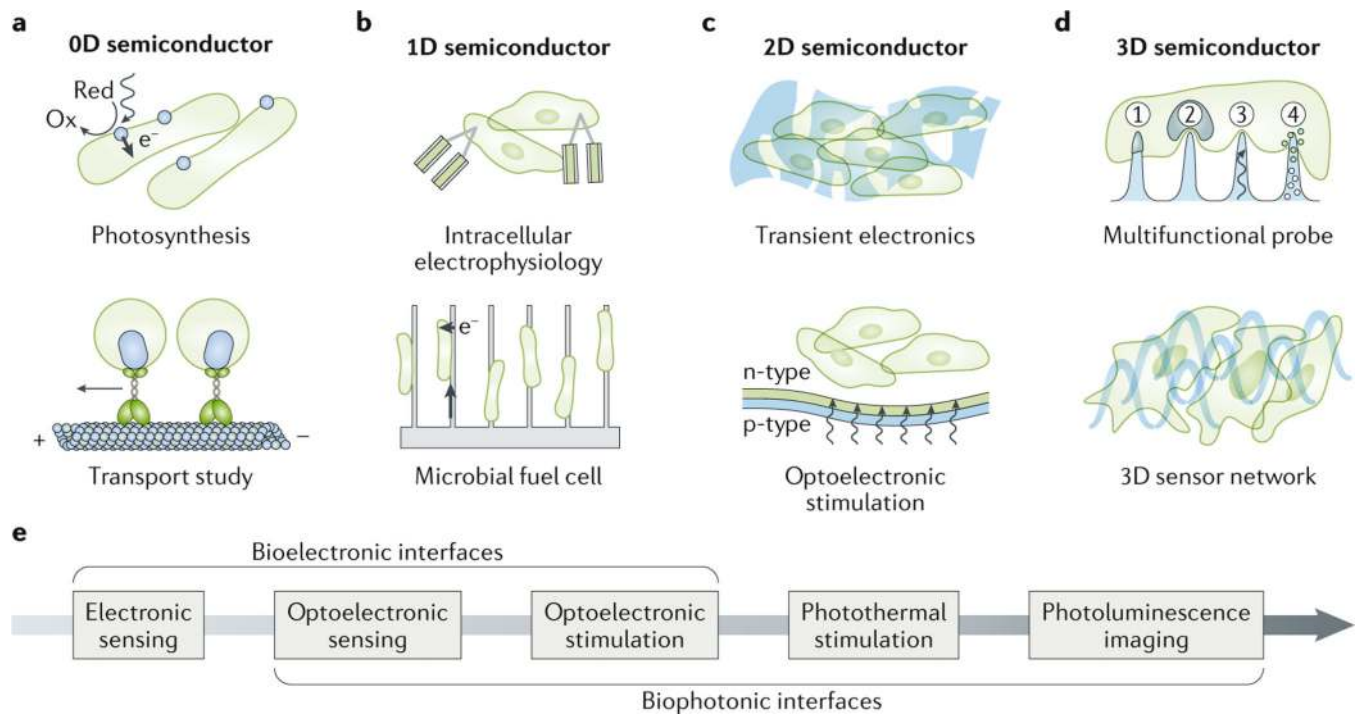 a
0D semiconductor
Red
Ox
e⁻
Photosynthesis
+
−
Transport study
b
1D semiconductor
Intracellular
electrophysiology
e⁻
Microbial fuel cell
c
2D semiconductor
Transient electronics
n-type
p-type
Optoelectronic
stimulation
d
3D semiconductor
1 2 3 4
Multifunctional probe
3D sensor network
e
Bioelectronic interfaces
Electronic
sensing
Optoelectronic
sensing
Optoelectronic
stimulation
Photothermal
stimulation
Photoluminescence
imaging
Biophotonic interfaces